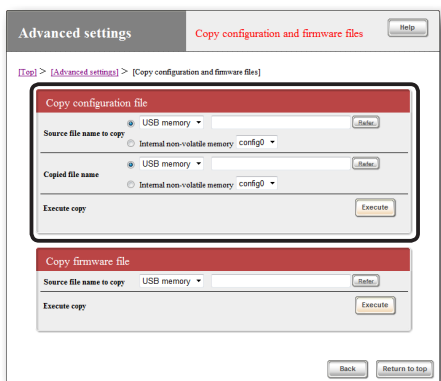 Advanced settings
Copy configuration and firmware files
Help
[Top] > [Advanced settings] > [Copy configuration and firmware files]
Copy configuration file
Source file name to copy
USB memory
Refer
Internal non-volatile memory config0
Copied file name
USB memory
Refer
Internal non-volatile memory config0
Execute copy
Execute
Copy firmware file
Source file name to copy
USB memory
Refer
Execute copy
Execute
Back
Return to top